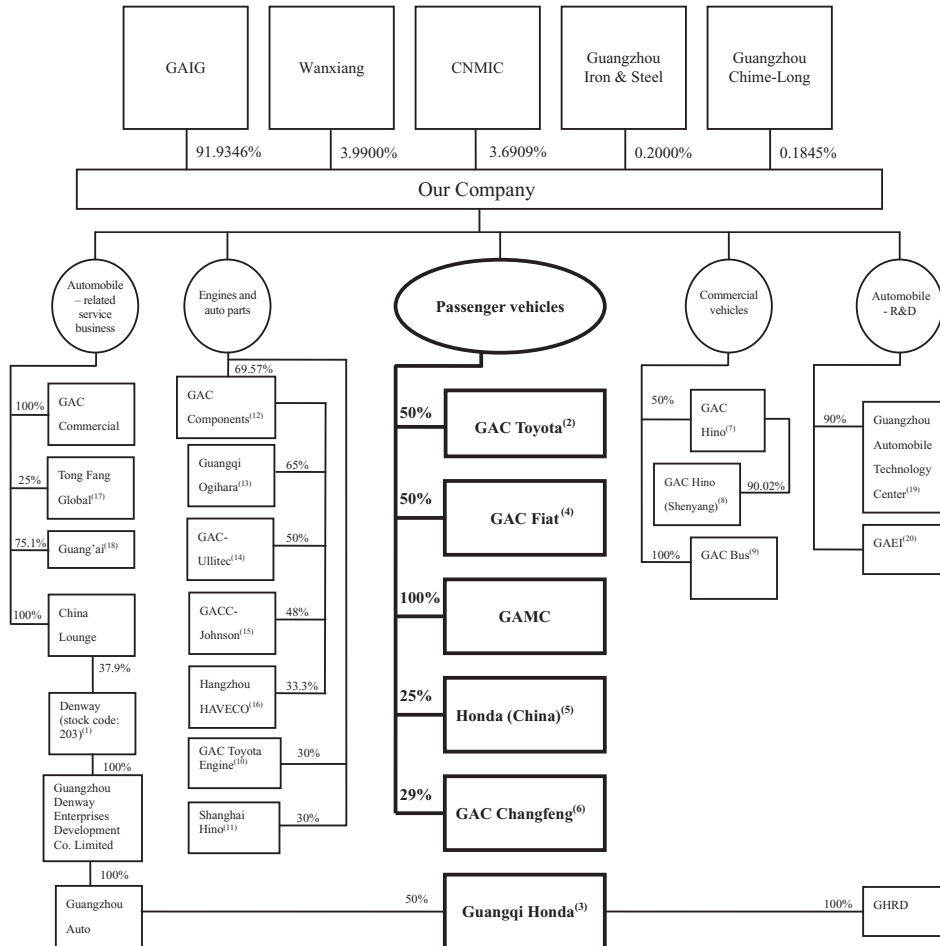 GAIG
Wanxiang
CNMIC
Guangzhou
Iron & Steel
Guangzhou
Chime-Long
91.9346%
3.9900%
3.6909%
0.2000%
0.1845%
Our Company
Automobile
– related
service
business
Engines and
auto parts
Passenger vehicles
Commercial
vehicles
Automobile
- R&D
100%
GAC
Commercial
25%
Tong Fang
Global(17)
75.1%
Guang’ai(18)
100%
China
Lounge
37.9%
Denway
(stock code:
203)(1)
100%
Guangzhou
Denway
Enterprises
Development
Co. Limited
100%
Guangzhou
Auto
69.57%
GAC
Components(12)
Guangqi
Ogihara(13)
65%
GAC-
Ullitec(14)
50%
GACC-
Johnson(15)
48%
Hangzhou
HAVECO(16)
33.3%
GAC Toyota
Engine(10)
30%
Shanghai
Hino(11)
30%
50%
GAC Toyota(2)
50%
GAC Fiat(4)
100%
GAMC
25%
Honda (China)(5)
29%
GAC Changfeng(6)
50%
Guangqi Honda(3)
50%
GAC
Hino(7)
GAC Hino
(Shenyang)(8)
90.02%
100%
GAC Bus(9)
90%
Guangzhou
Automobile
Technology
Center(19)
GAEI(20)
100%
GHRD